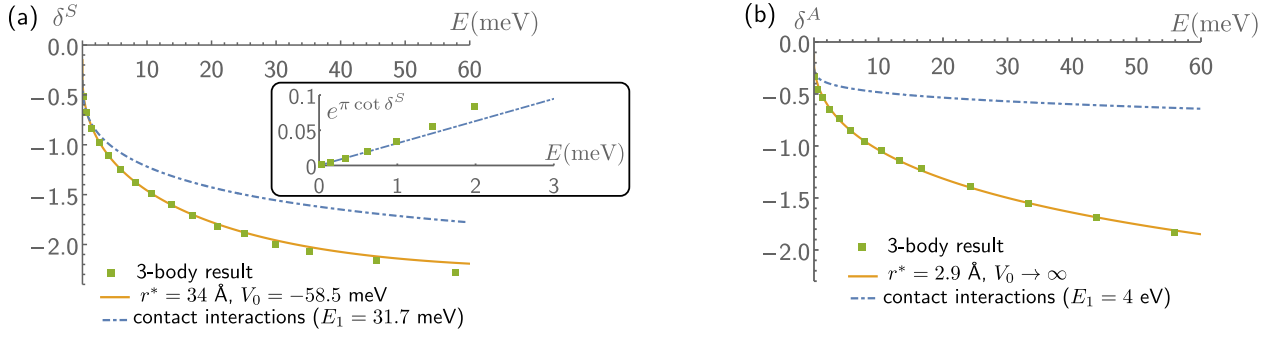 (a) δ^S E(meV)
0.0
10 20 30 40 50 60
−0.5
−1.0
−1.5
−2.0
0.1 e^{π cot δ^S}
0.05
0 E(meV)
0 1 2 3
3-body result
r* = 34 Å, V_0 = −58.5 meV
contact interactions (E_1 = 31.7 meV)
(b) δ^A E(meV)
0.0
10 20 30 40 50 60
−0.5
−1.0
−1.5
−2.0
3-body result
r* = 2.9 Å, V_0 → ∞
contact interactions (E_1 = 4 eV)